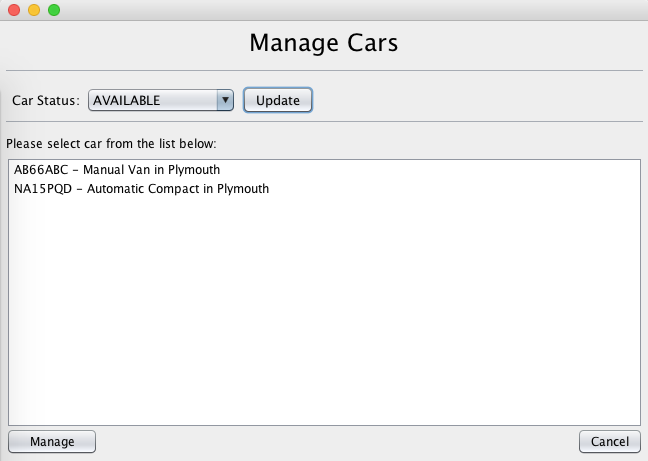 Manage Cars
Car Status: AVAILABLE Update
Please select car from the list below:
AB66ABC - Manual Van in Plymouth
NA15PQD - Automatic Compact in Plymouth
Manage Cancel